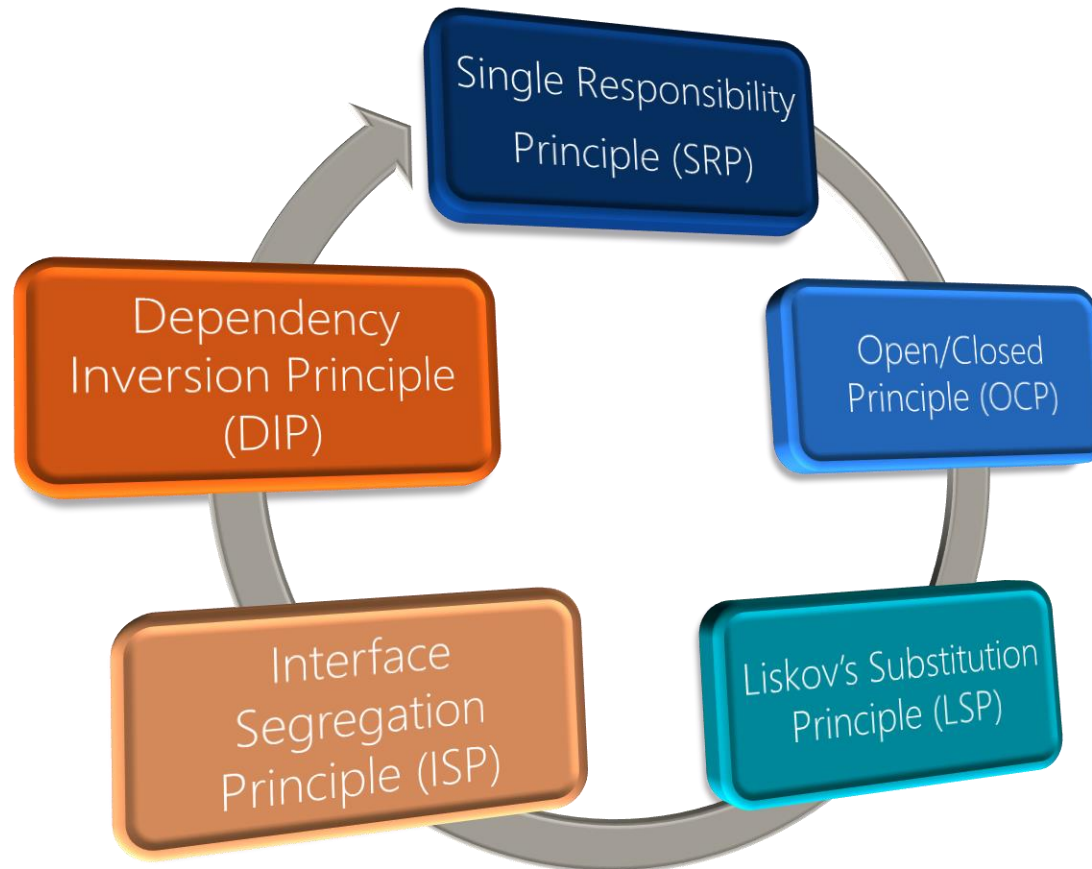 Single Responsibility
Principle (SRP)
Open/Closed
Principle (OCP)
Liskov’s Substitution
Principle (LSP)
Interface
Segregation
Principle (ISP)
Dependency
Inversion Principle
(DIP)